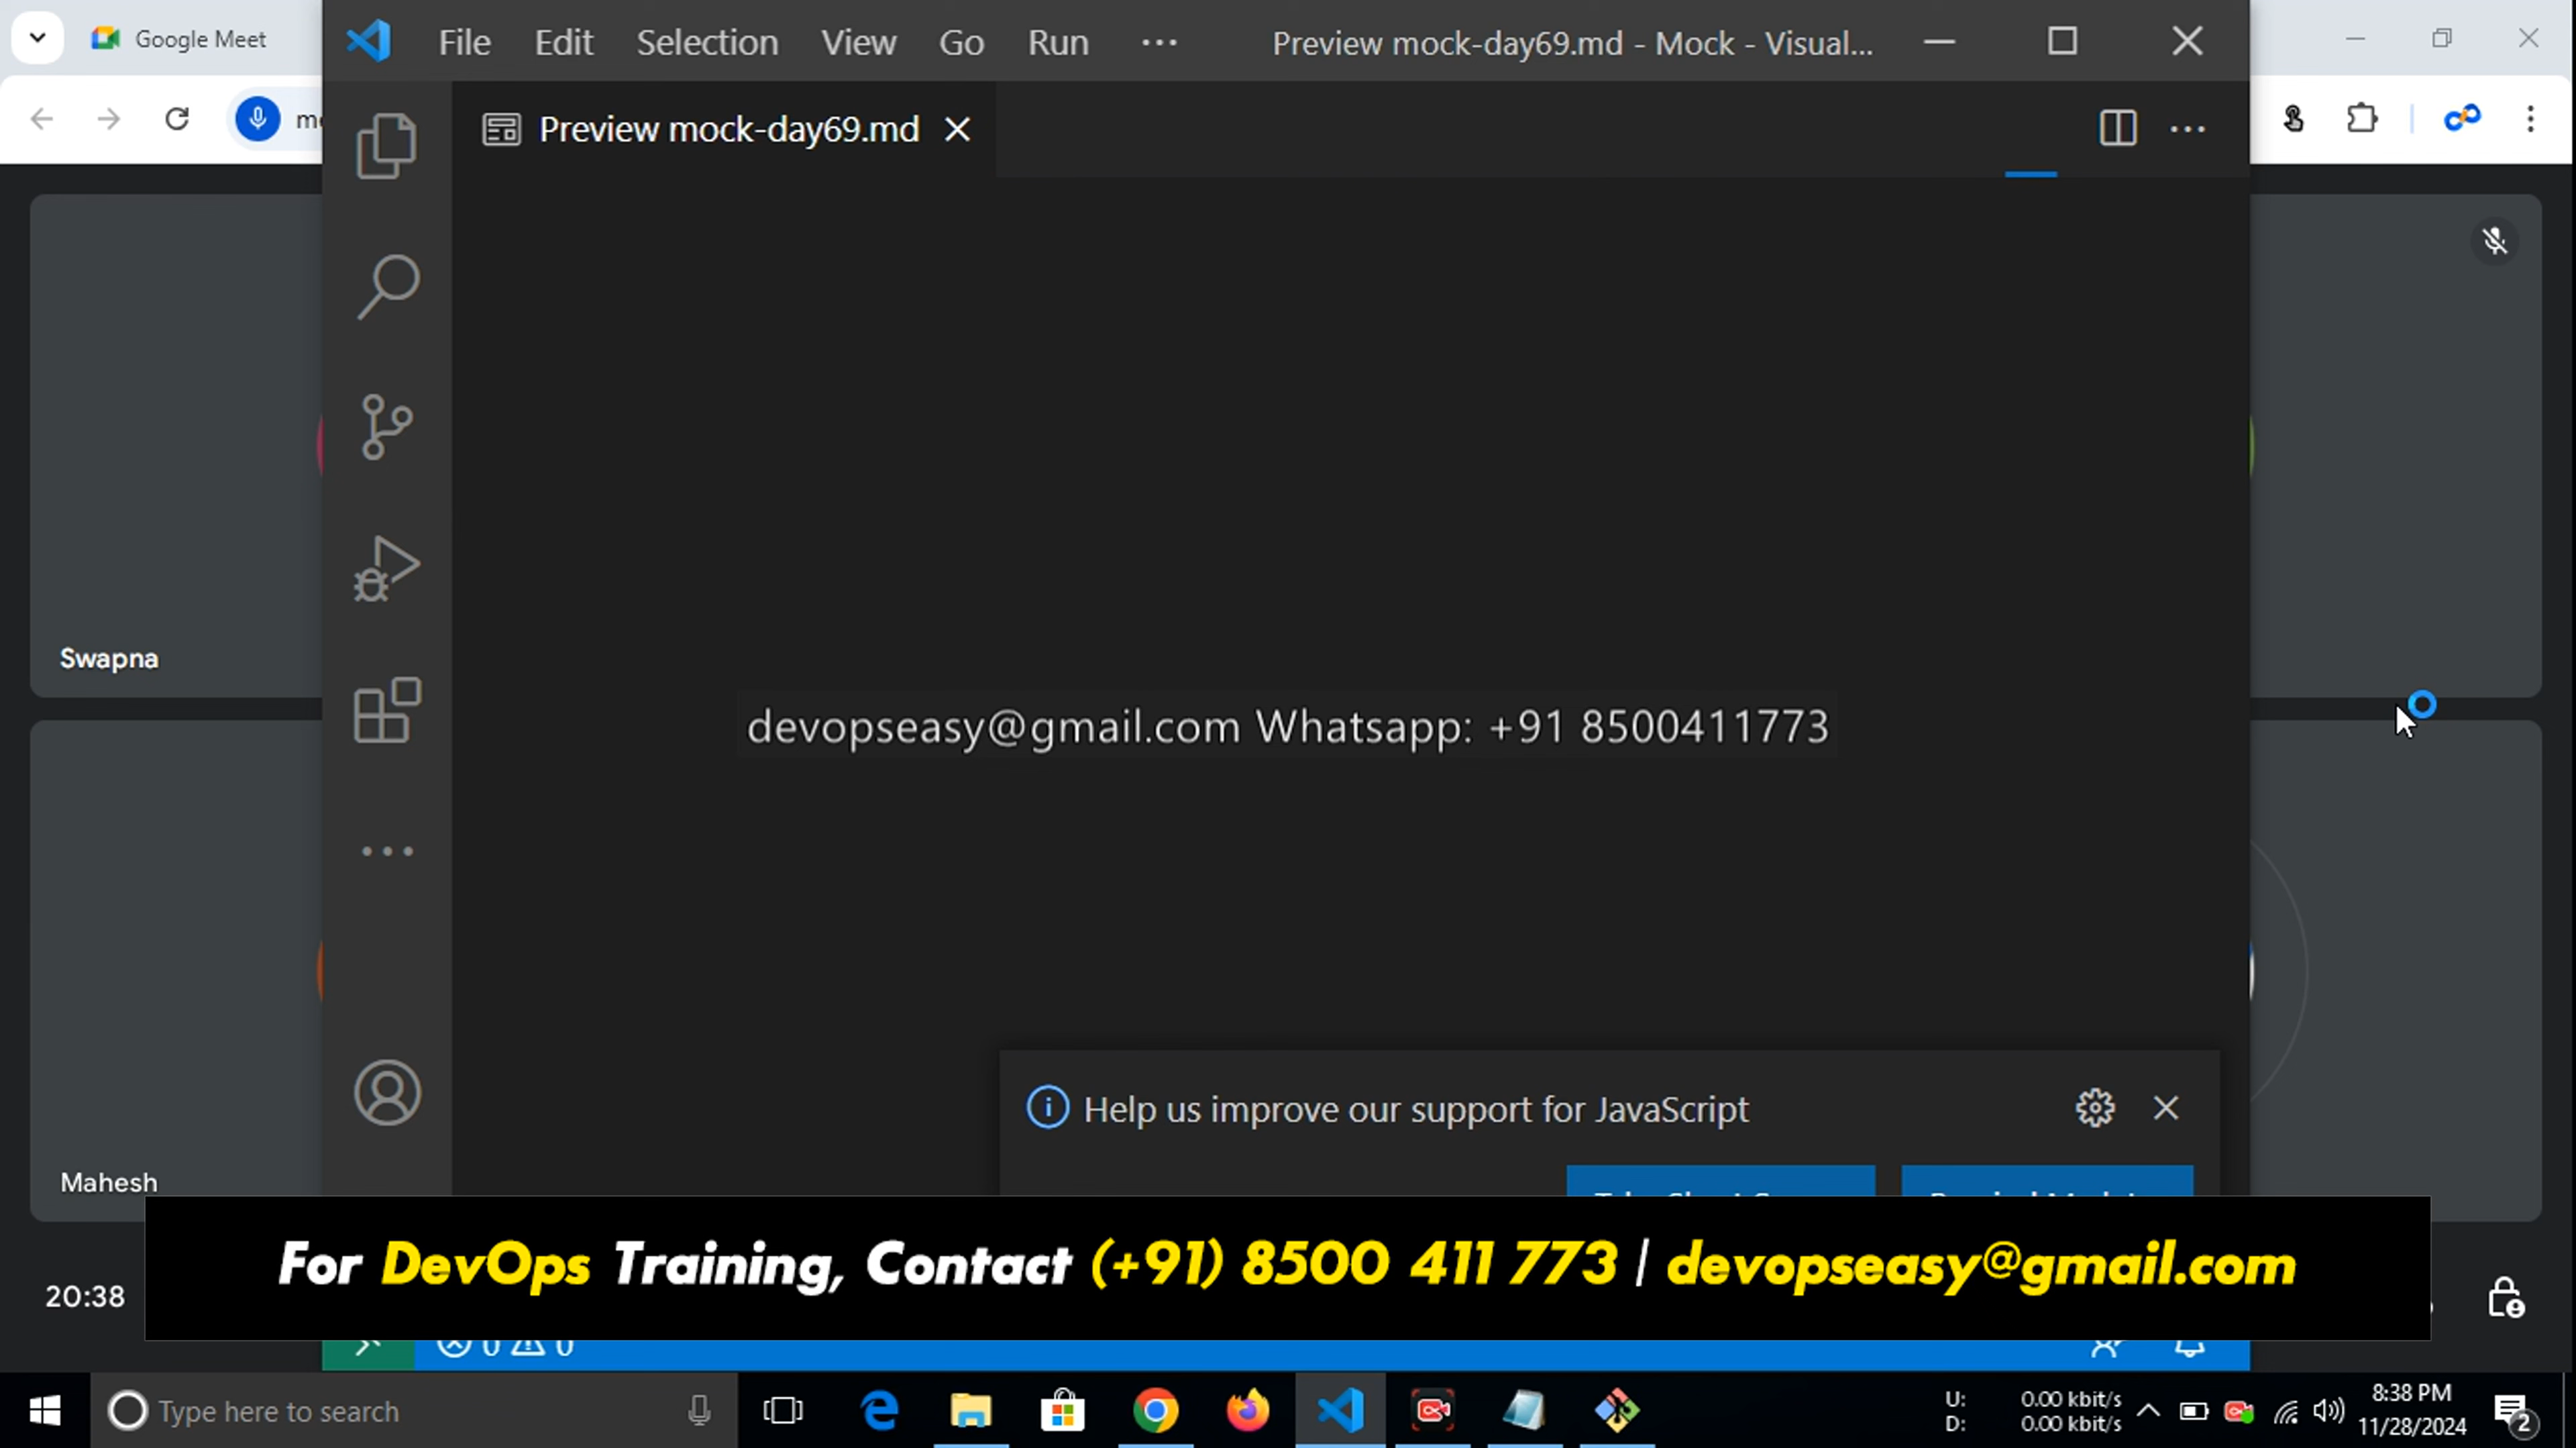 Google Meet
File Edit Selection View Go Run ··· Preview mock-day69.md - Mock - Visual...
Preview mock-day69.md
Swapna
devopseasy@gmail.com Whatsapp: +91 8500411773
Help us improve our support for JavaScript
Mahesh
For DevOps Training, Contact (+91) 8500 411 773 | devopseasy@gmail.com
20:38
0 0
Type here to search
U: 0.00 kbit/s
D: 0.00 kbit/s
8:38 PM
11/28/2024
2